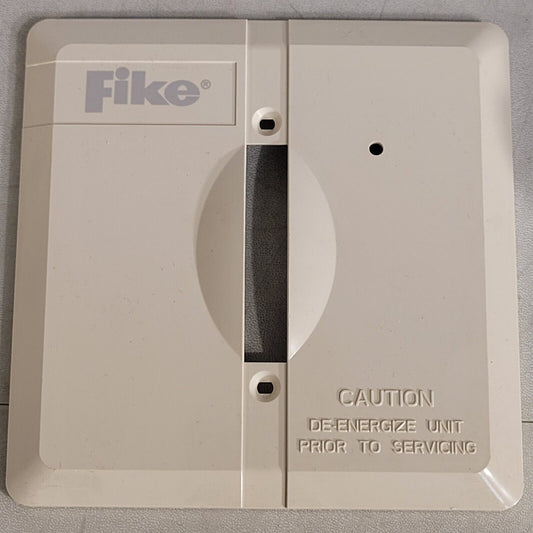 Fike®
CAUTION
DE-ENERGIZE UNIT
PRIOR TO SERVICING